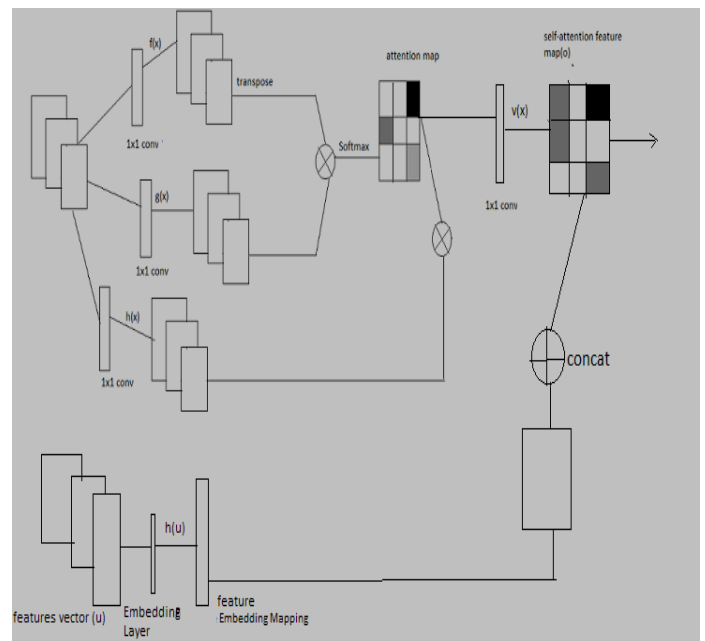 f(x)
transpose
1x1 conv
attention map
self-attention feature
map(o)
Softmax
v(x)
1x1 conv
g(x)
1x1 conv
h(x)
1x1 conv
concat
h(u)
features vector (u)
Embedding
Layer
feature
Embedding Mapping